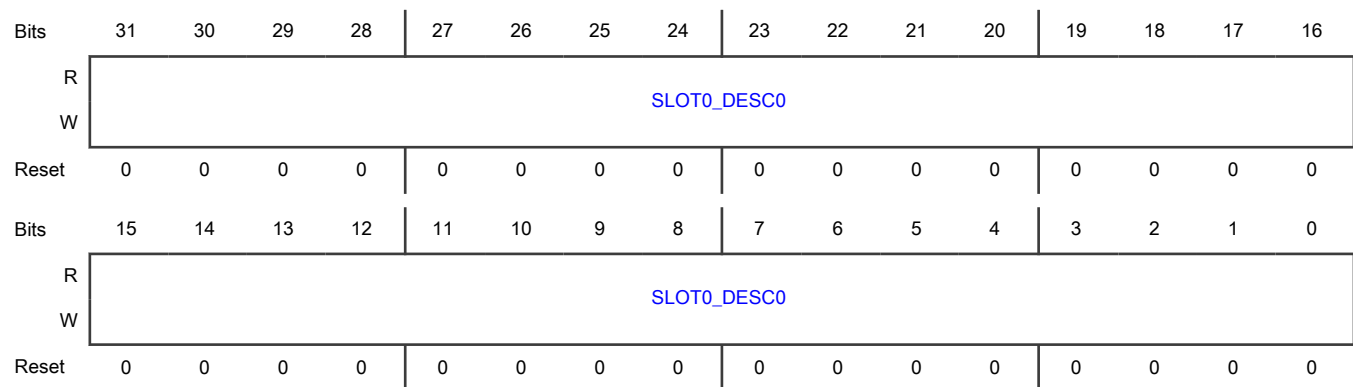 Bits 31 30 29 28 27 26 25 24 23 22 21 20 19 18 17 16
R
SLOT0_DESC0
W
Reset 0 0 0 0 0 0 0 0 0 0 0 0 0 0 0 0
Bits 15 14 13 12 11 10 9 8 7 6 5 4 3 2 1 0
R
SLOT0_DESC0
W
Reset 0 0 0 0 0 0 0 0 0 0 0 0 0 0 0 0